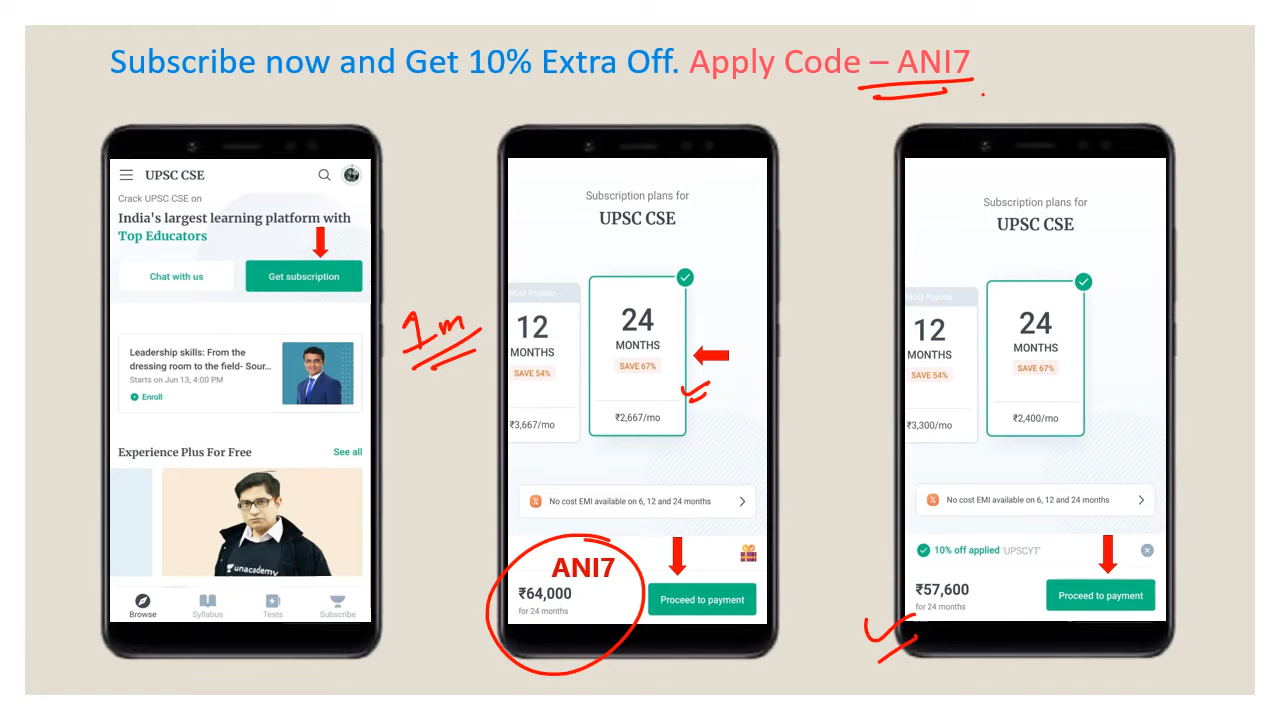 Subscribe now and Get 10% Extra Off. Apply Code – ANI7
UPSC CSE
Crack UPSC CSE on
India's largest learning platform with
Top Educators
Chat with us
Get subscription
Leadership skills: From the
dressing room to the field- Sour...
Starts on Jun 13, 4:00 PM
Enroll
Experience Plus For Free
See all
unacademy
Browse
Syllabus
Tests
Subscribe
1m
Subscription plans for
UPSC CSE
Most Popular
12
MONTHS
SAVE 54%
₹3,667/mo
24
MONTHS
SAVE 67%
₹2,667/mo
No cost EMI available on 6, 12 and 24 months
ANI7
₹64,000
for 24 months
Proceed to payment
Subscription plans for
UPSC CSE
Most Popular
12
MONTHS
SAVE 54%
₹3,300/mo
24
MONTHS
SAVE 67%
₹2,400/mo
No cost EMI available on 6, 12 and 24 months
10% off applied 'UPSCYT'
₹57,600
for 24 months
Proceed to payment